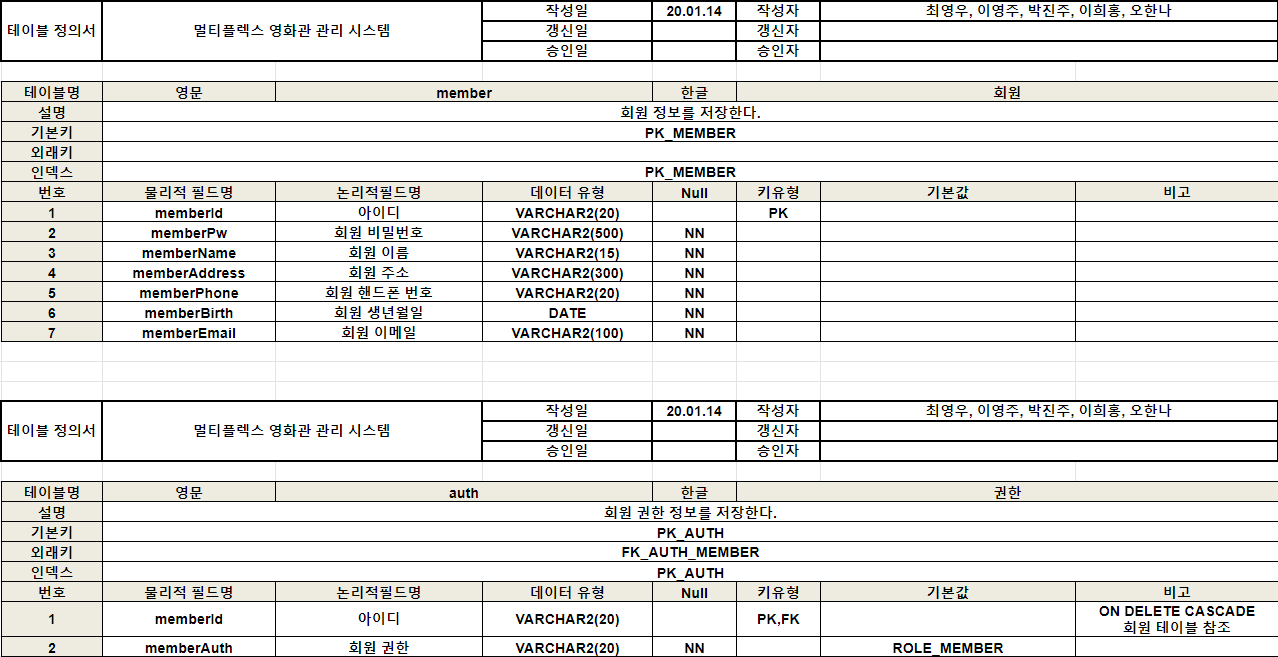 테이블 정의서 멀티플렉스 영화관 관리 시스템 작성일 20.01.14 작성자 최영우, 이영주, 박진주, 이희홍, 오한나
갱신일 갱신자
승인일 승인자
테이블명 영문 member 한글 회원
설명 회원 정보를 저장한다.
기본키 PK_MEMBER
외래키
인덱스 PK_MEMBER
번호 물리적 필드명 논리적필드명 데이터 유형 Null 키유형 기본값 비고
1 memberId 아이디 VARCHAR2(20) PK
2 memberPw 회원 비밀번호 VARCHAR2(500) NN
3 memberName 회원 이름 VARCHAR2(15) NN
4 memberAddress 회원 주소 VARCHAR2(300) NN
5 memberPhone 회원 핸드폰 번호 VARCHAR2(20) NN
6 memberBirth 회원 생년월일 DATE NN
7 memberEmail 회원 이메일 VARCHAR2(100) NN
테이블 정의서 멀티플렉스 영화관 관리 시스템 작성일 20.01.14 작성자 최영우, 이영주, 박진주, 이희홍, 오한나
갱신일 갱신자
승인일 승인자
테이블명 영문 auth 한글 권한
설명 회원 권한 정보를 저장한다.
기본키 PK_AUTH
외래키 FK_AUTH_MEMBER
인덱스 PK_AUTH
번호 물리적 필드명 논리적필드명 데이터 유형 Null 키유형 기본값 비고
1 memberId 아이디 VARCHAR2(20) PK,FK ON DELETE CASCADE
회원 테이블 참조
2 memberAuth 회원 권한 VARCHAR2(20) NN ROLE_MEMBER